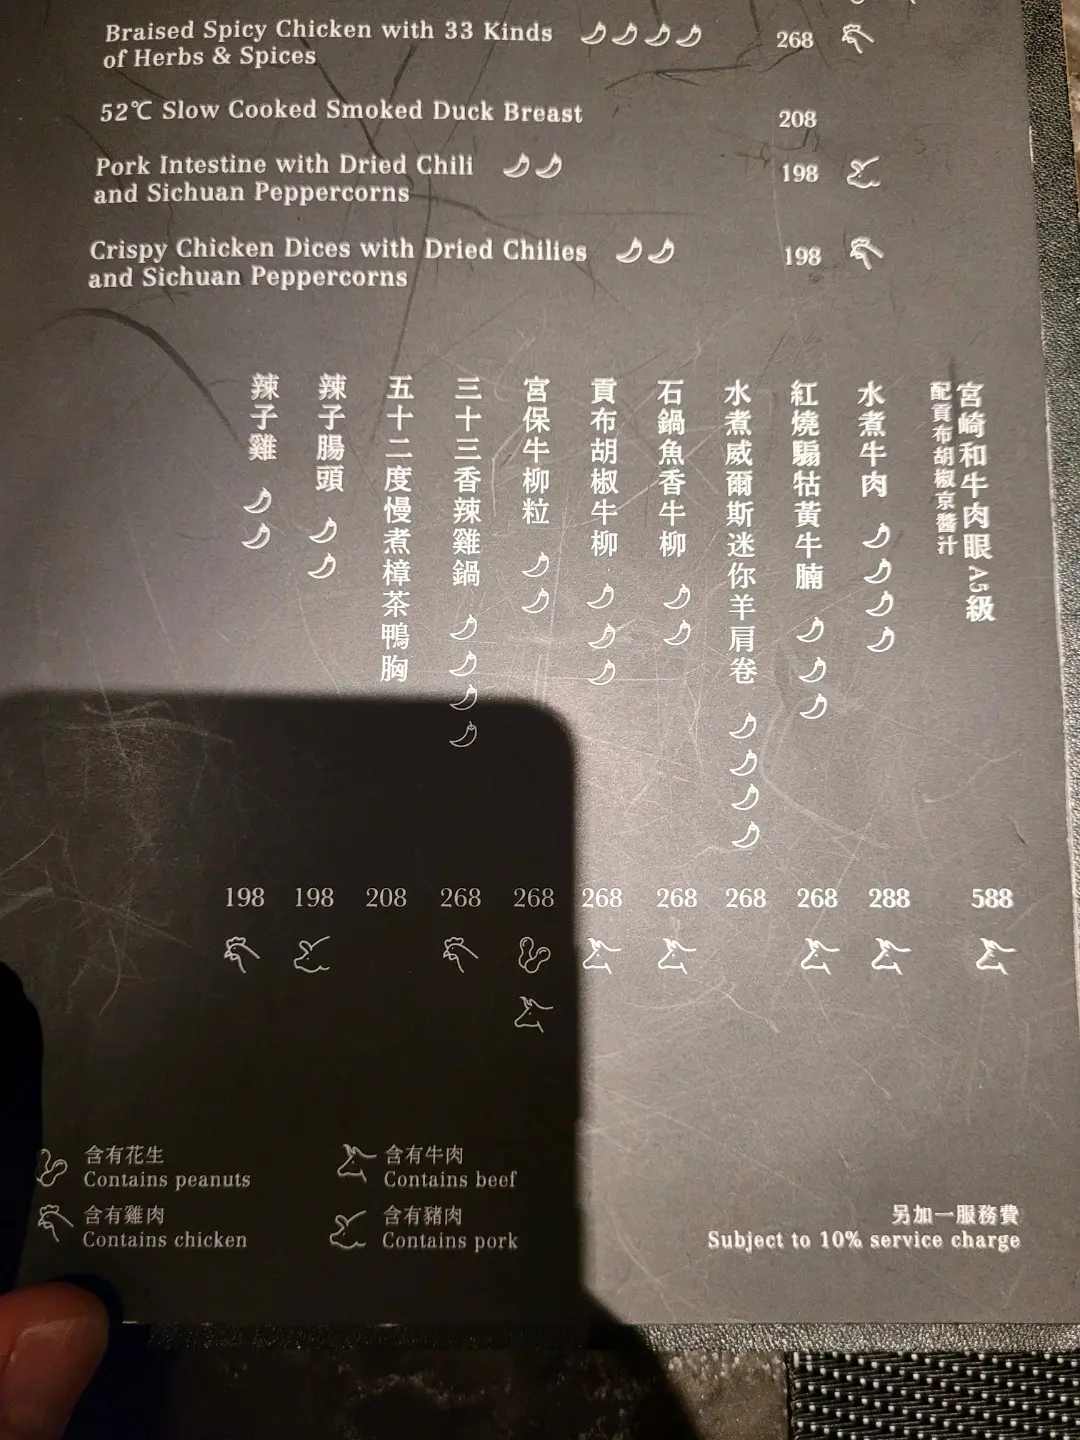 Braised Spicy Chicken with 33 Kinds 268
of Herbs & Spices
52℃ Slow Cooked Smoked Duck Breast 208
Pork Intestine with Dried Chili 198
and Sichuan Peppercorns
Crispy Chicken Dices with Dried Chilies 198
and Sichuan Peppercorns
宮崎和牛肉眼A5級
配貢布胡椒京醬汁
588
水煮牛肉
288
紅燒騸牯黃牛腩
268
水煮威爾斯迷你羊肩卷
268
石鍋魚香牛柳
268
貢布胡椒牛柳
268
宮保牛柳粒
268
三十三香辣雞鍋
268
五十二度慢煮樟茶鴨胸
208
辣子腸頭
198
辣子雞
198
含有花生
Contains peanuts
含有牛肉
Contains beef
含有雞肉
Contains chicken
含有豬肉
Contains pork
另加一服務費
Subject to 10% service charge